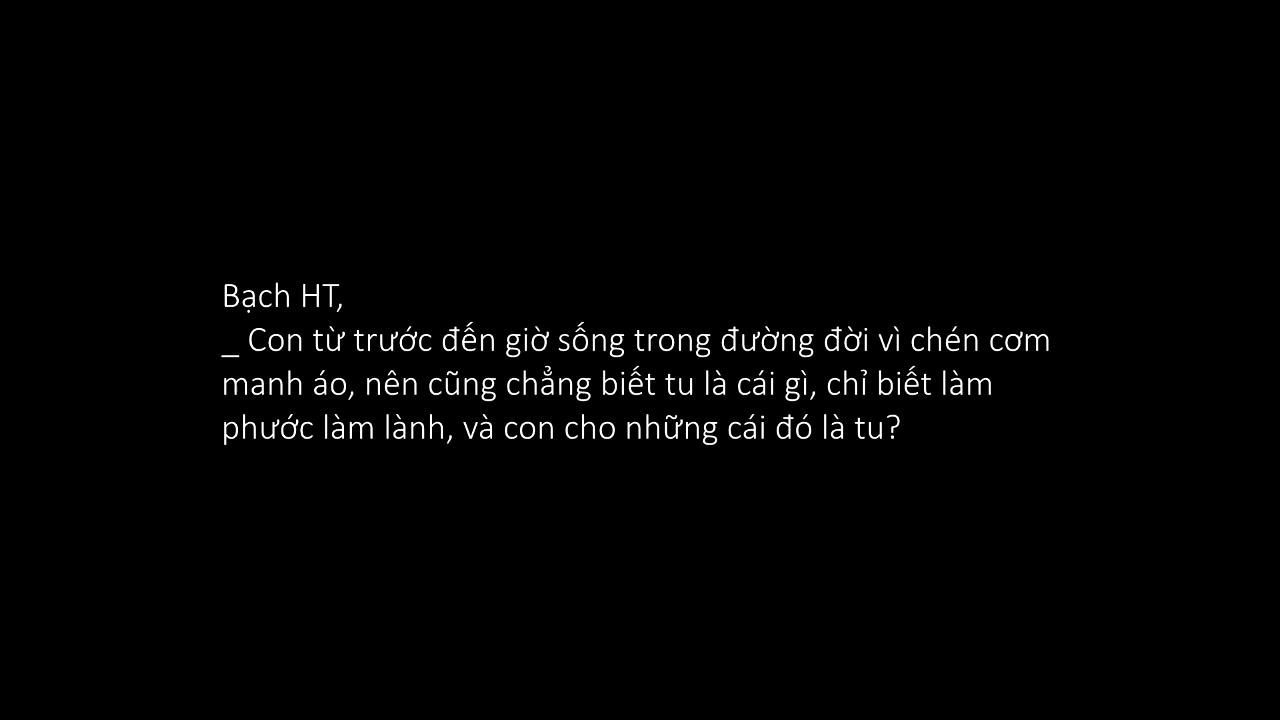 Bạch HT,
_ Con từ trước đến giờ sống trong đường đời vì chén cơm
manh áo, nên cũng chẳng biết tu là cái gì, chỉ biết làm
phước làm lành, và con cho những cái đó là tu?